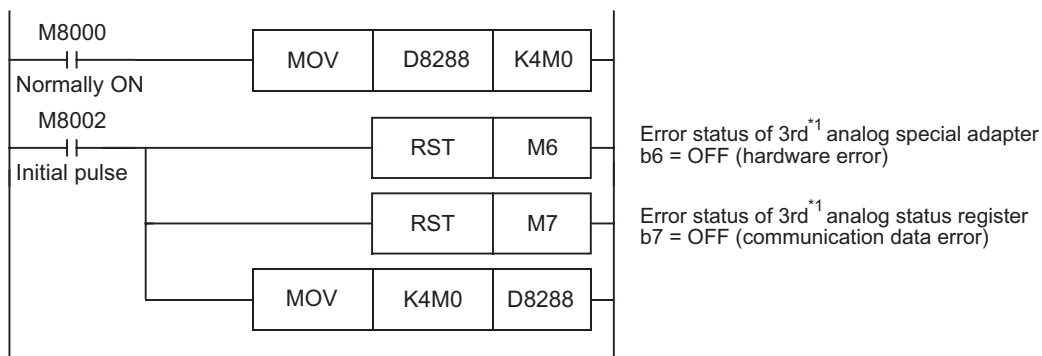 M8000
MOV D8288 K4M0
Normally ON
M8002
RST M6
Initial pulse
Error status of 3rd*1 analog special adapter
b6 = OFF (hardware error)
RST M7
Error status of 3rd*1 analog status register
b7 = OFF (communication data error)
MOV K4M0 D8288